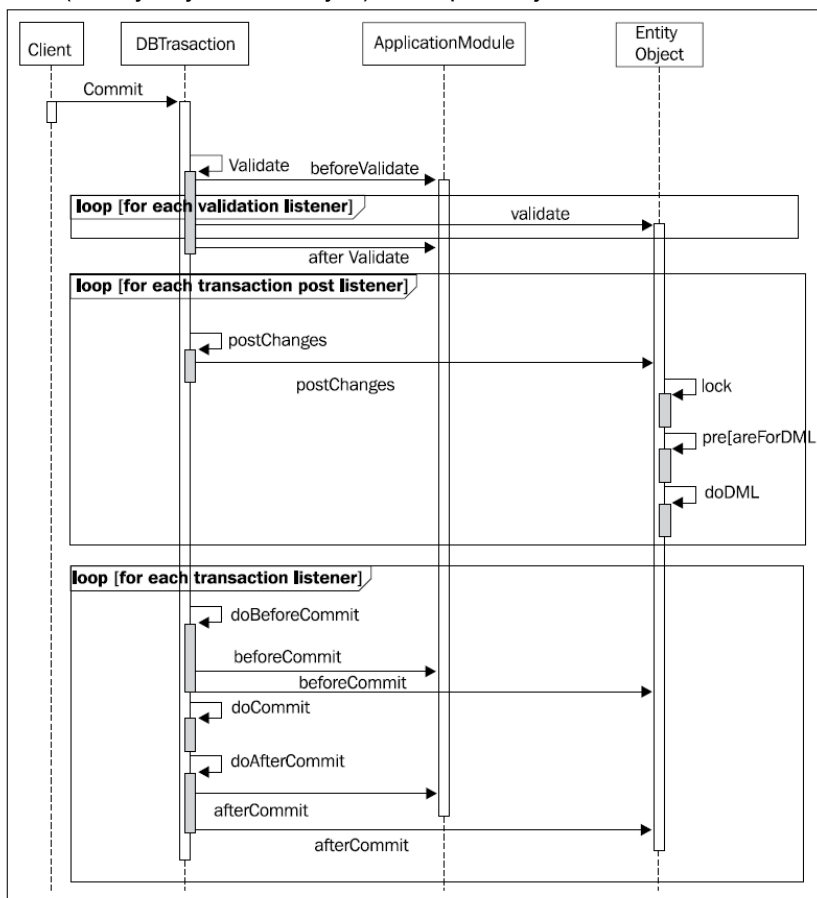 Client
DBTrasaction
ApplicationModule
Entity
Object
Commit
Validate
beforeValidate
loop [for each validation listener]
validate
after Validate
loop [for each transaction post listener]
postChanges
postChanges
lock
pre[areForDML
doDML
loop [for each transaction listener]
doBeforeCommit
beforeCommit
beforeCommit
doCommit
doAfterCommit
afterCommit
afterCommit